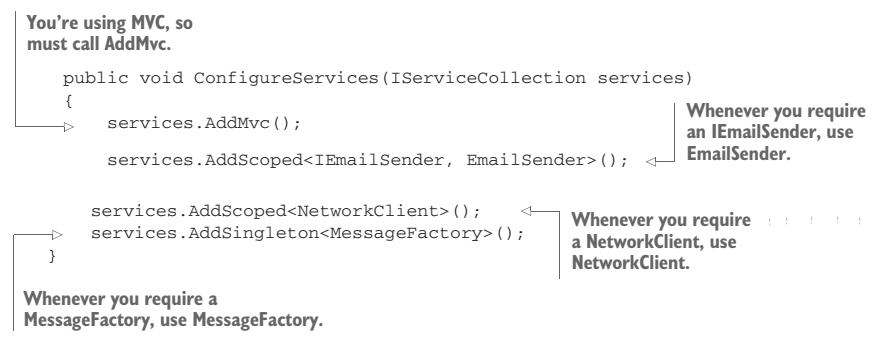 You're using MVC, so
must call AddMvc.
public void ConfigureServices(IServiceCollection services)
{
services.AddMvc();
Whenever you require
an IEmailSender, use
EmailSender.
services.AddScoped<IEmailSender, EmailSender>();
services.AddScoped<NetworkClient>();
Whenever you require
a NetworkClient, use
NetworkClient.
services.AddSingleton<MessageFactory>();
}
Whenever you require a
MessageFactory, use MessageFactory.